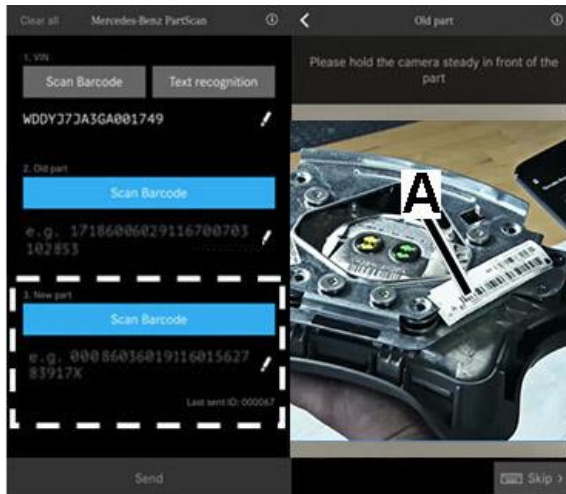 Clear all
Mercedes-Benz PartScan
1. VIN
Scan Barcode
Text recognition
WDDYJ7JA3GA001749
2. Old part
Scan Barcode
e.g. 17186006029116700703
102853
3. New part
Scan Barcode
e.g. 00086036019116015627
83917X
Last sent ID: 000067
Send
Old part
Please hold the camera steady in front of the
part
A
Skip